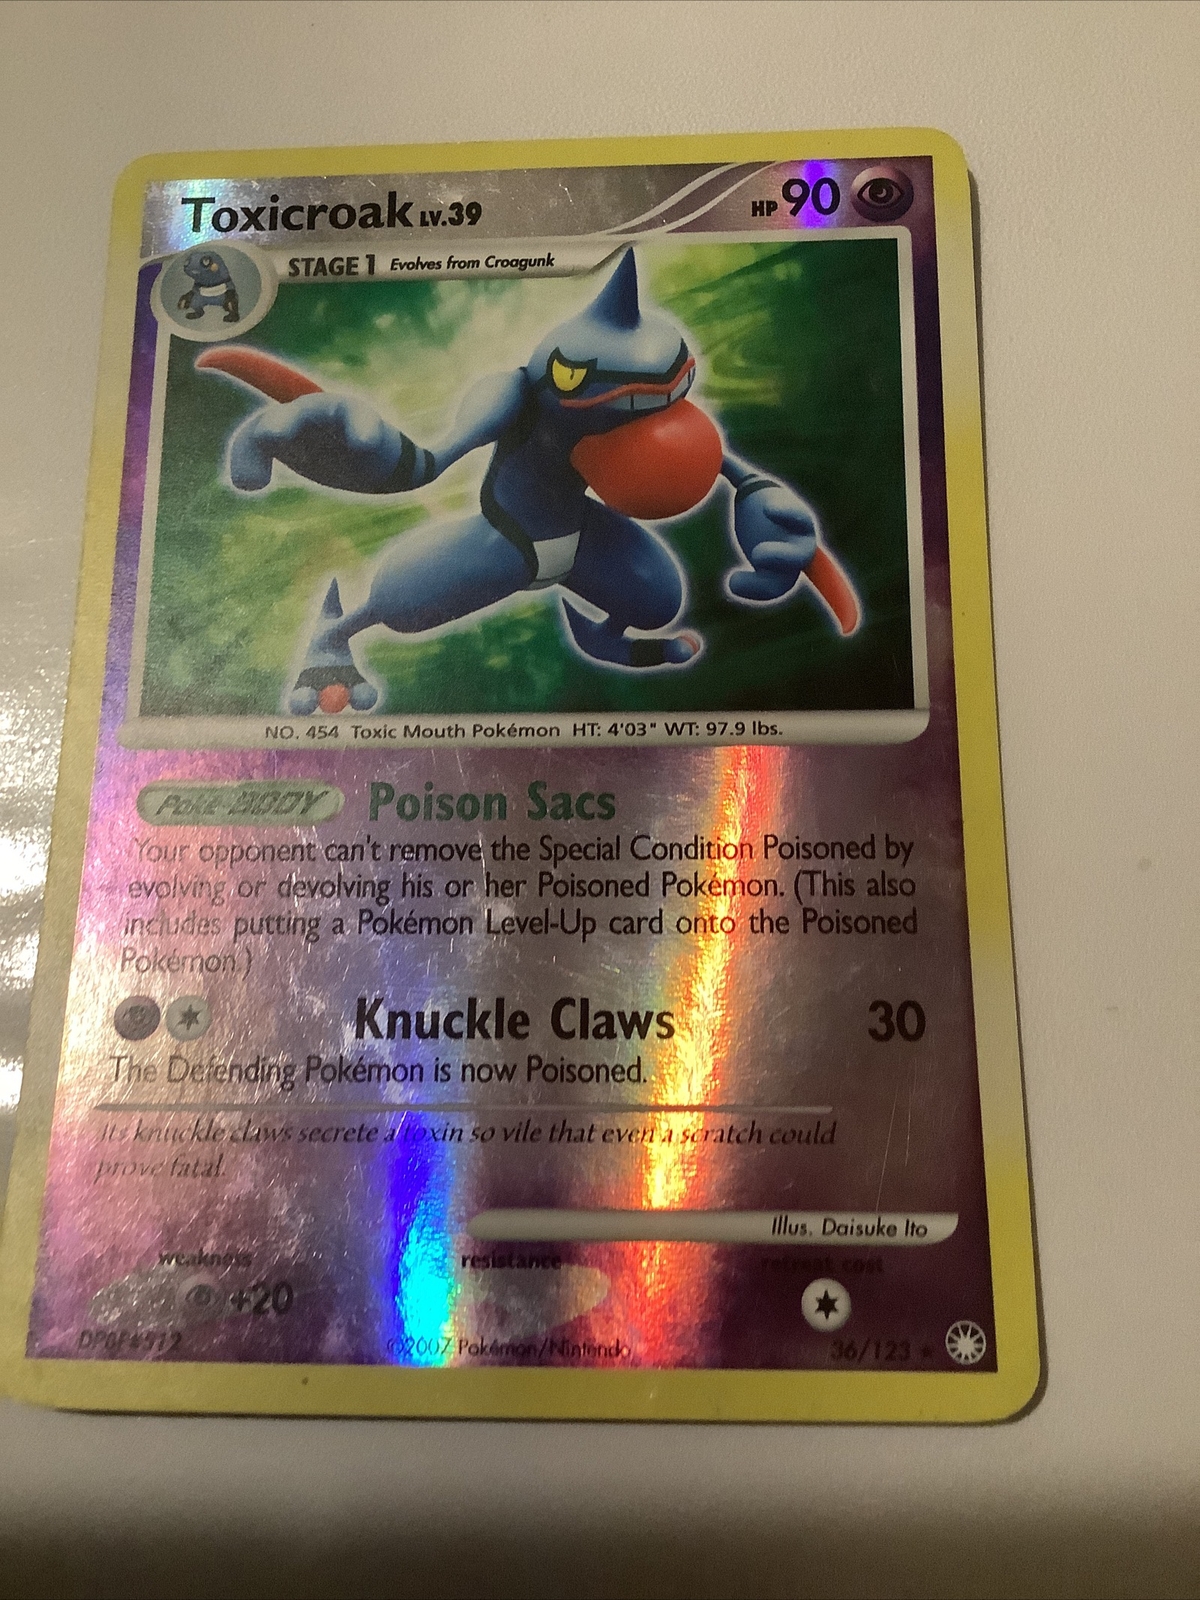 Toxicroak LV.39 HP 90
STAGE 1 Evolves from Croagunk
NO. 454 Toxic Mouth Pokémon HT: 4'03" WT: 97.9 lbs.
Poké-BODY Poison Sacs
Your opponent can't remove the Special Condition Poisoned by
evolving or devolving his or her Poisoned Pokémon. (This also
includes putting a Pokémon Level-Up card onto the Poisoned
Pokémon.)
Knuckle Claws 30
The Defending Pokémon is now Poisoned.
Its knuckle claws secrete a toxin so vile that even a scratch could
prove fatal.
Illus. Daisuke Ito
weakness resistance retreat cost
+20
©2007 Pokémon/Nintendo 36/123 ★